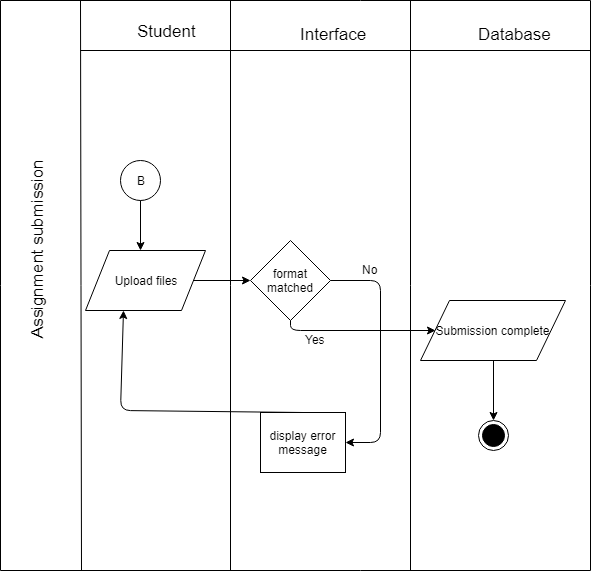 Student
Interface
Database
Assignment submission
B
Upload files
format
matched
No
Yes
Submission complete
display error
message